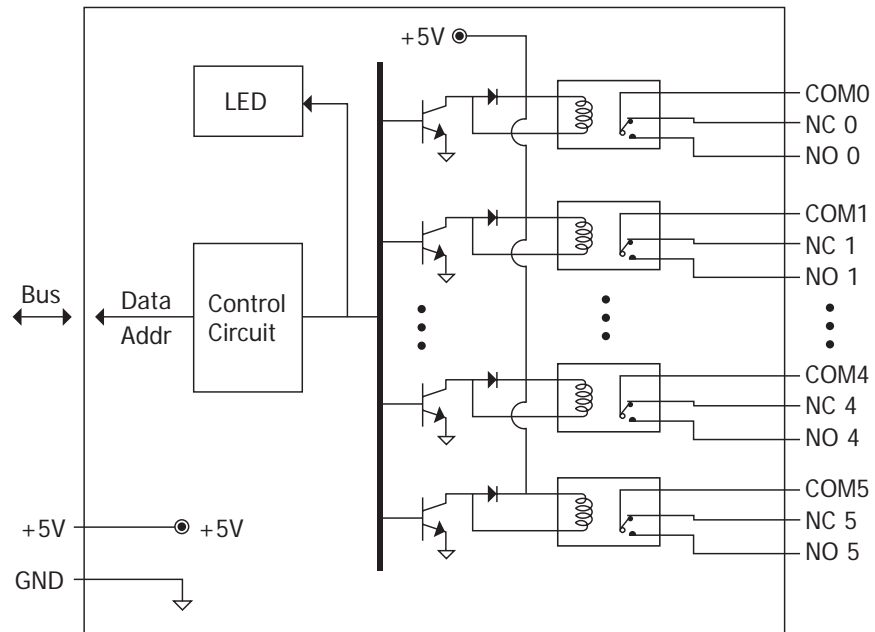 +5V
LED
COM0
NC 0
NO 0
COM1
NC 1
NO 1
Bus
Data
Addr
Control
Circuit
COM4
NC 4
NO 4
COM5
NC 5
NO 5
+5V
+5V
GND